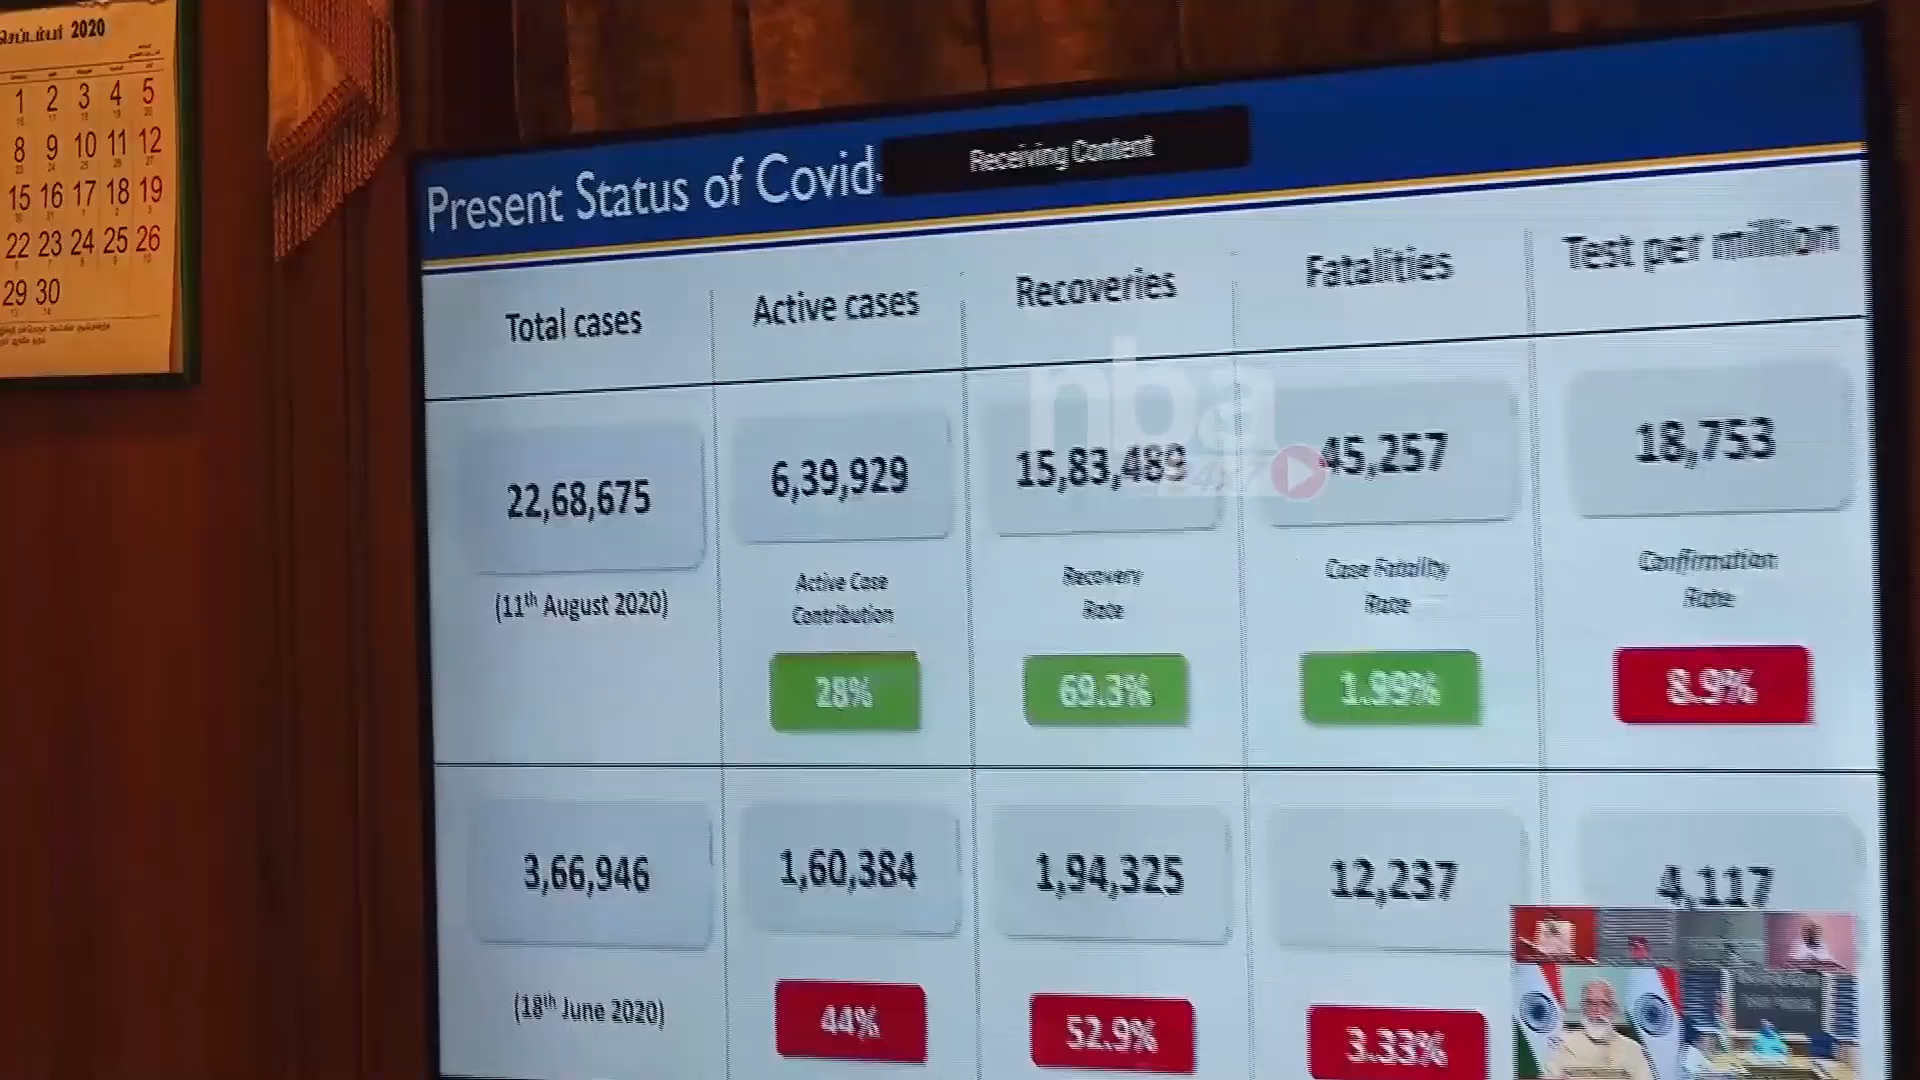 செப்டம்பர் 2020
1 2 3 4 5
8 9 10 11 12
15 16 17 18 19
22 23 24 25 26
29 30
Present Status of Covid-
Receiving Content
Total cases Active cases Recoveries Fatalities Test per million
nba
24x7
22,68,675 6,39,929 15,83,489 45,257 18,753
(11th August 2020)
Active Case
Contribution
Recovery
Rate
Case Fatality
Rate
Confirmation
Rate
28% 69.3% 1.99% 8.9%
3,66,946 1,60,384 1,94,325 12,237 4,117
(18th June 2020)
44% 52.9% 3.33%